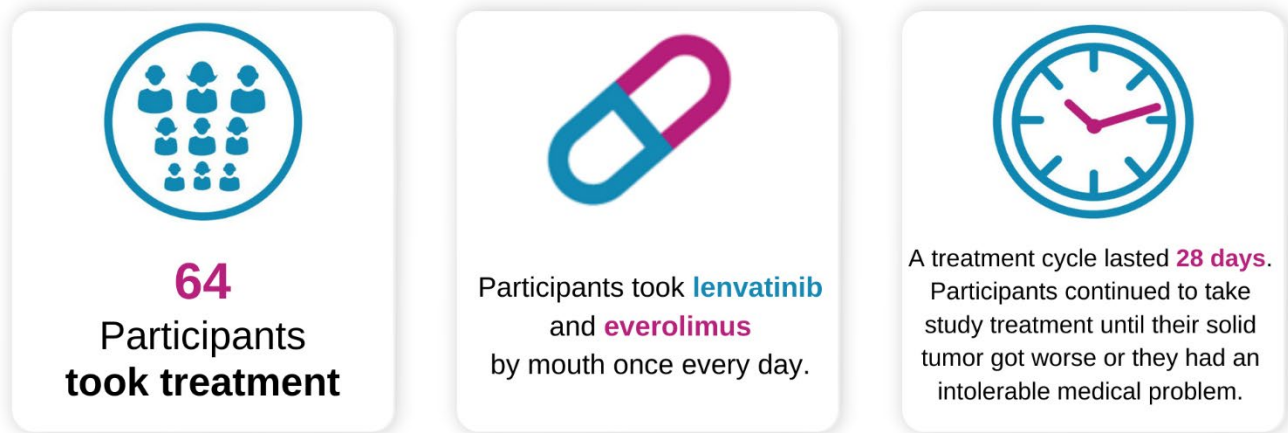 64
Participants
took treatment
Participants took lenvatinib
and everolimus
by mouth once every day.
A treatment cycle lasted 28 days.
Participants continued to take
study treatment until their solid
tumor got worse or they had an
intolerable medical problem.